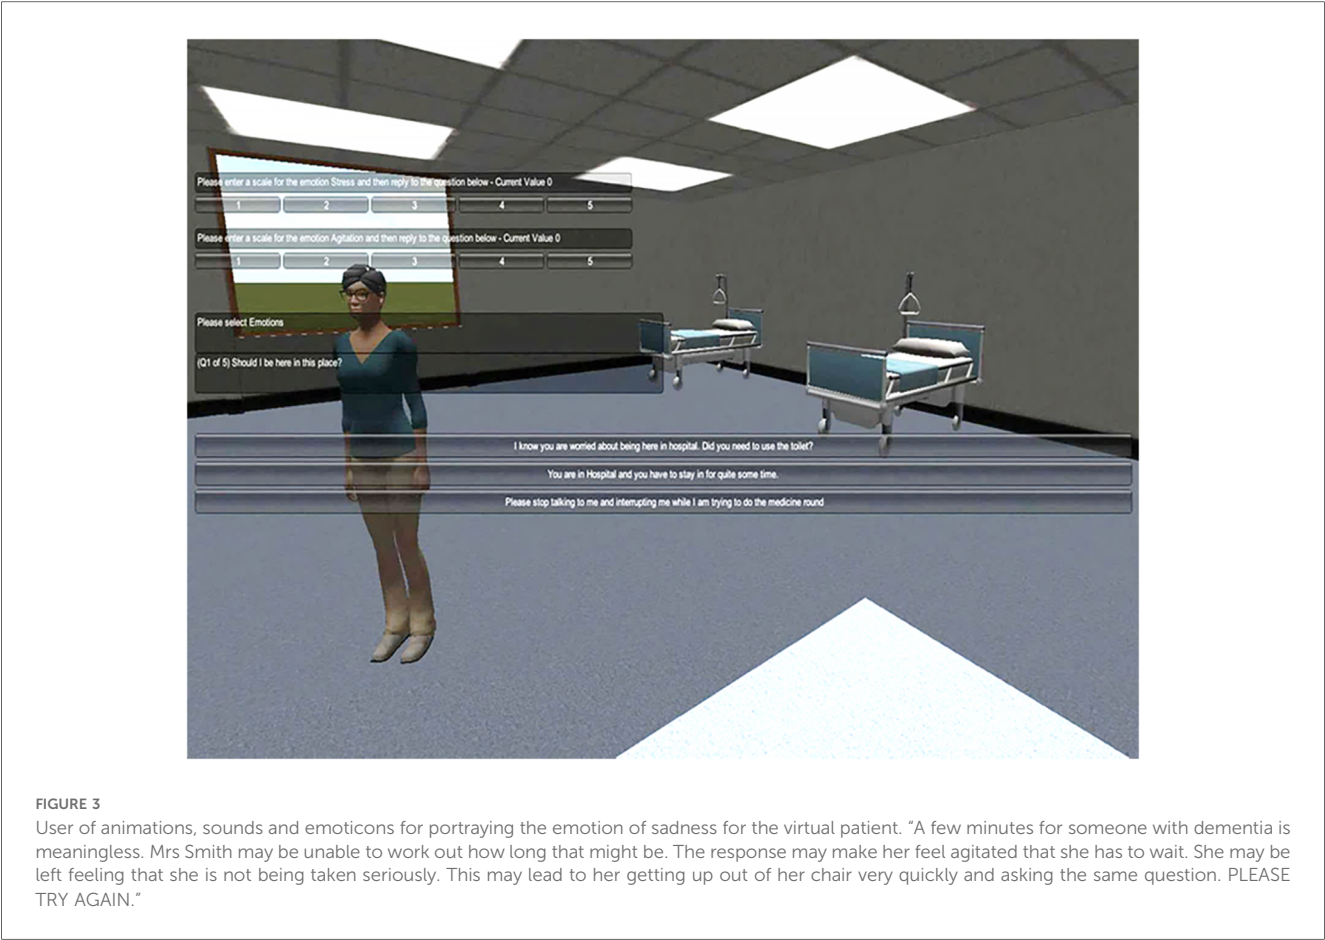 Please enter a scale for the emotion Stress and then reply to the question below - Current Value 0
1 2 3 4 5
Please enter a scale for the emotion Agitation and then reply to the question below - Current Value 0
1 2 3 4 5
Please select Emotions
(Q1 of 5) Should I be here in this place?
I know you are worried about being here in hospital. Did you need to use the toilet?
You are in Hospital and you have to stay in for quite some time.
Please stop talking to me and interrupting me while I am trying to do the medicine round
FIGURE 3
User of animations, sounds and emoticons for portraying the emotion of sadness for the virtual patient. “A few minutes for someone with dementia is
meaningless. Mrs Smith may be unable to work out how long that might be. The response may make her feel agitated that she has to wait. She may be
left feeling that she is not being taken seriously. This may lead to her getting up out of her chair very quickly and asking the same question. PLEASE
TRY AGAIN.”